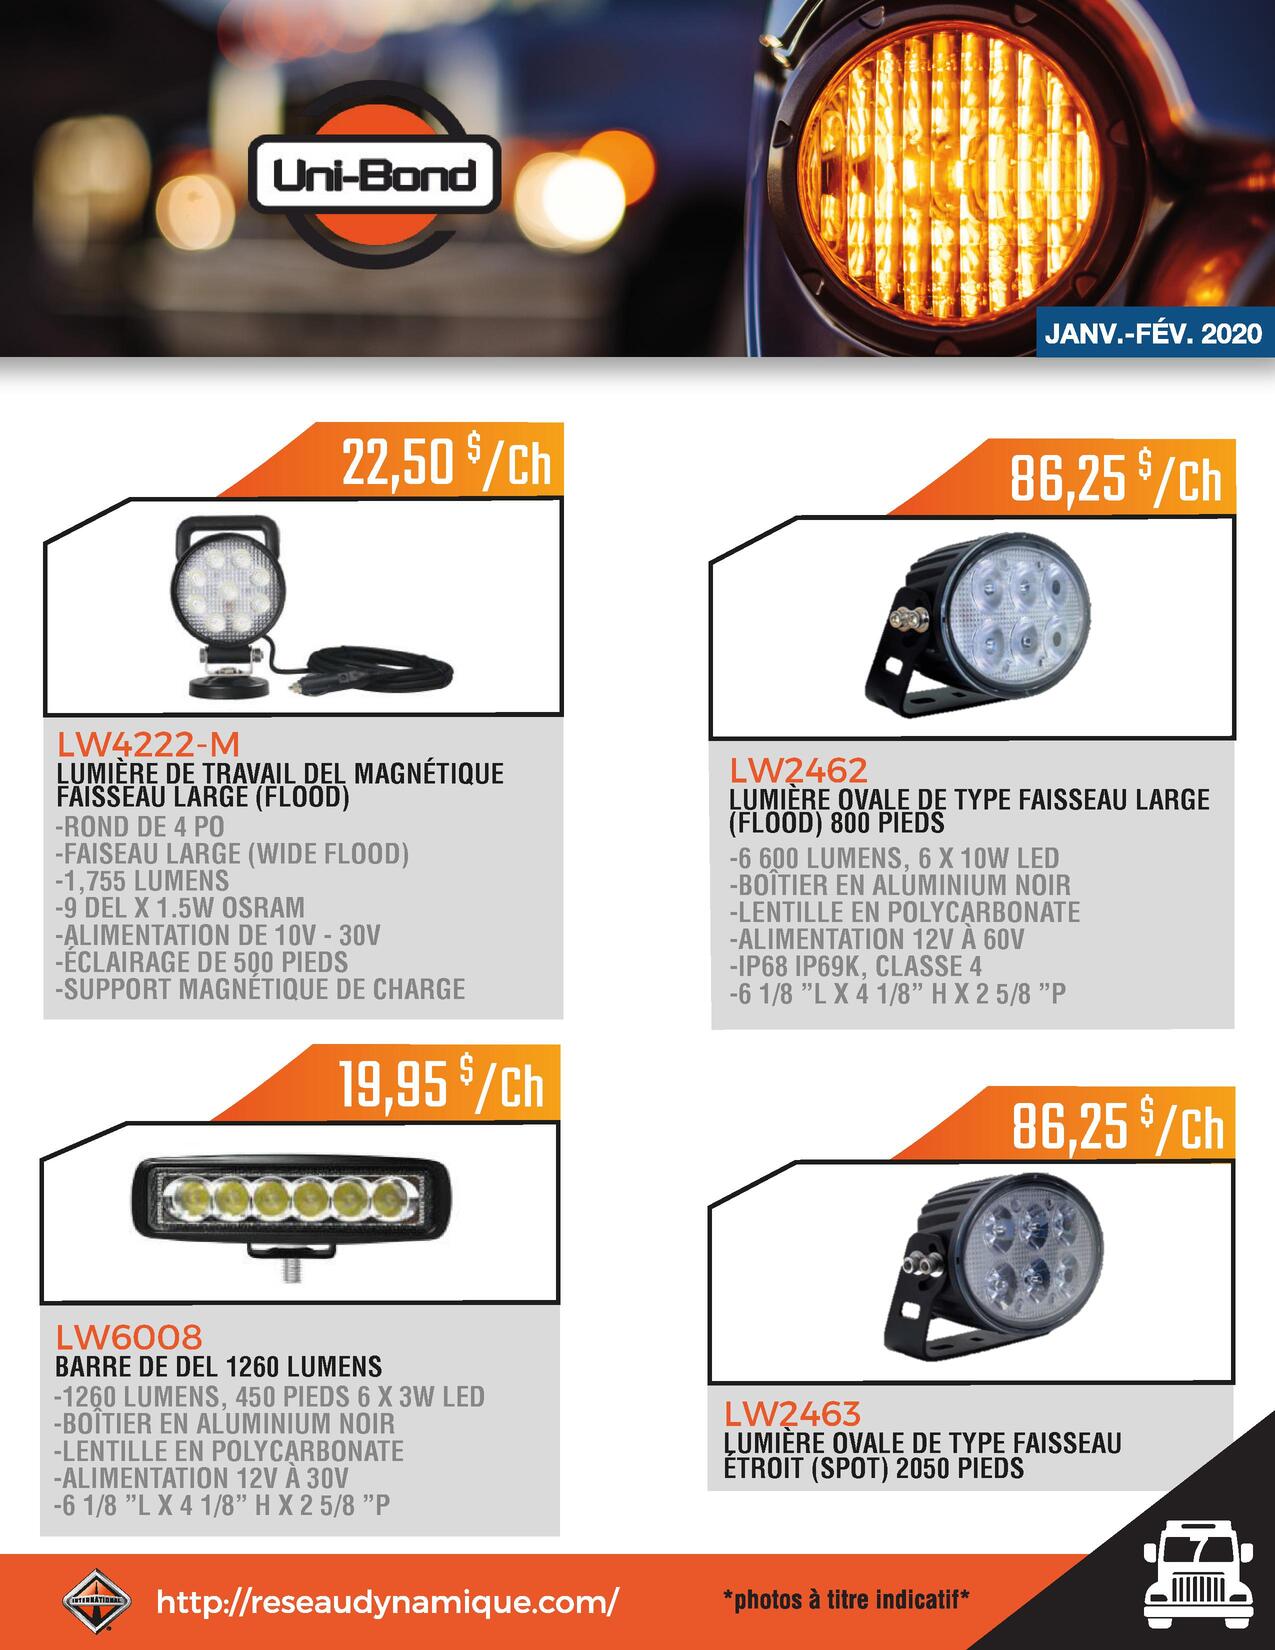 Uni-Bond
JANV.-FÉV. 2020
22,50 $/Ch
LW4222-M
LUMIÈRE DE TRAVAIL DEL MAGNÉTIQUE
FAISSEAU LARGE (FLOOD)
-ROND DE 4 PO
-FAISEAU LARGE (WIDE FLOOD)
-1,755 LUMENS
-9 DEL X 1.5W OSRAM
-ALIMENTATION DE 10V - 30V
-ÉCLAIRAGE DE 500 PIEDS
-SUPPORT MAGNÉTIQUE DE CHARGE
86,25 $/Ch
LW2462
LUMIÈRE OVALE DE TYPE FAISSEAU LARGE
(FLOOD) 800 PIEDS
-6 600 LUMENS, 6 X 10W LED
-BOÎTIER EN ALUMINIUM NOIR
-LENTILLE EN POLYCARBONATE
-ALIMENTATION 12V À 60V
-IP68 IP69K, CLASSE 4
-6 1/8 ”L X 4 1/8” H X 2 5/8 ”P
19,95 $/Ch
LW6008
BARRE DE DEL 1260 LUMENS
-1260 LUMENS, 450 PIEDS 6 X 3W LED
-BOÎTIER EN ALUMINIUM NOIR
-LENTILLE EN POLYCARBONATE
-ALIMENTATION 12V À 30V
-6 1/8 ”L X 4 1/8” H X 2 5/8 ”P
86,25 $/Ch
LW2463
LUMIÈRE OVALE DE TYPE FAISSEAU
ÉTROIT (SPOT) 2050 PIEDS
INTERNATIONAL
http://reseaudynamique.com/
*photos à titre indicatif*
7